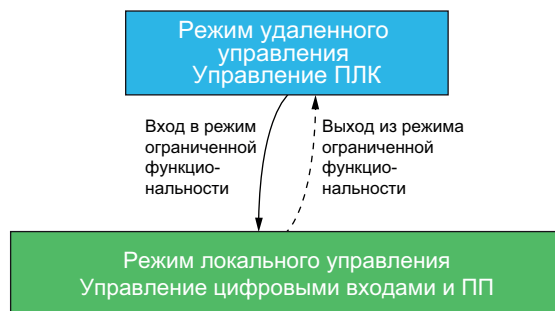 Режим удаленного
управления
Управление ПЛК
Вход в режим
ограниченной
функцио-
нальности
Выход из режима
ограниченной
функцио-
нальности
Режим локального управления
Управление цифровыми входами и ПП